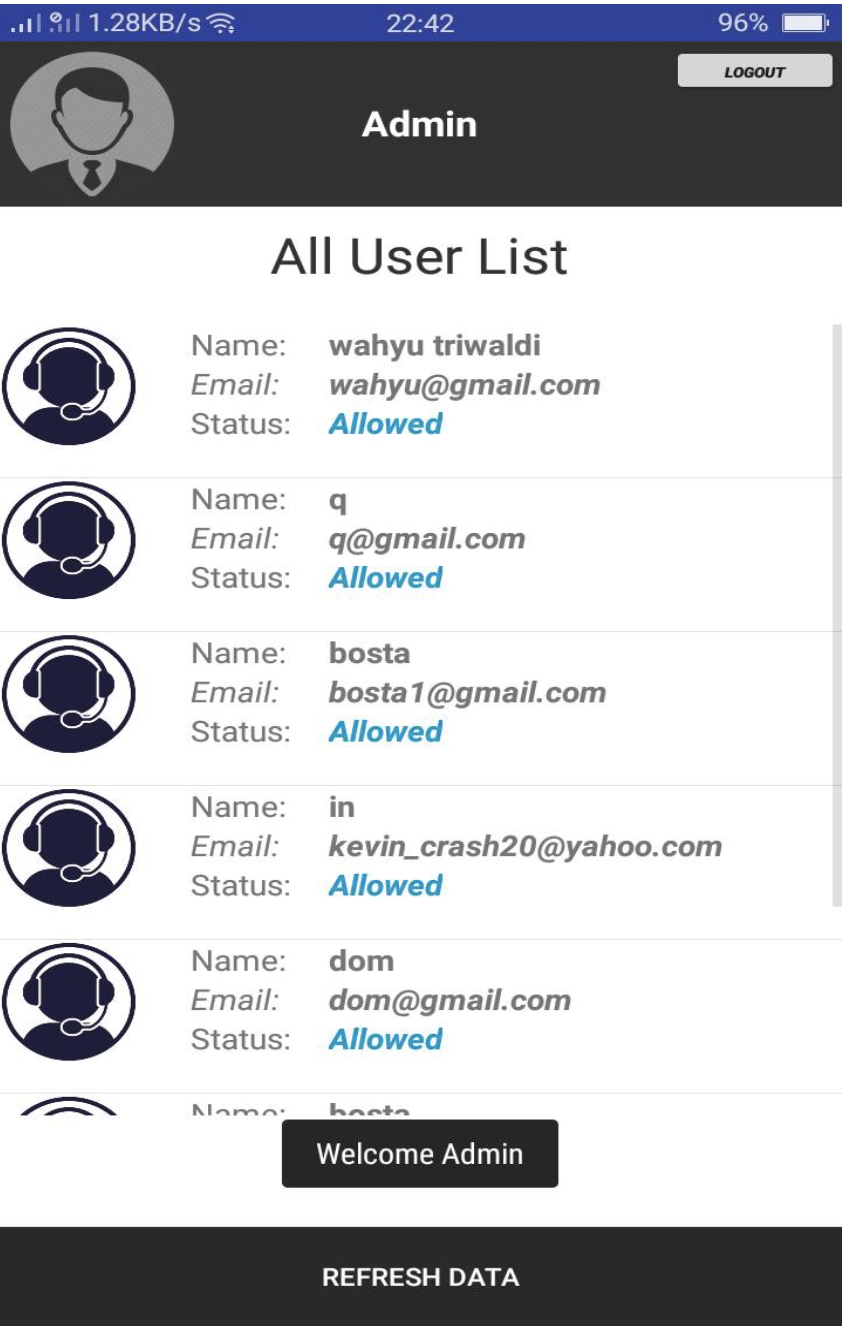 1.28KB/s 22:42 96%
LOGOUT
Admin
All User List
Name: wahyu triwaldi
Email: wahyu@gmail.com
Status: Allowed
Name: q
Email: q@gmail.com
Status: Allowed
Name: bosta
Email: bosta1@gmail.com
Status: Allowed
Name: in
Email: kevin_crash20@yahoo.com
Status: Allowed
Name: dom
Email: dom@gmail.com
Status: Allowed
Name: bosta
Welcome Admin
REFRESH DATA